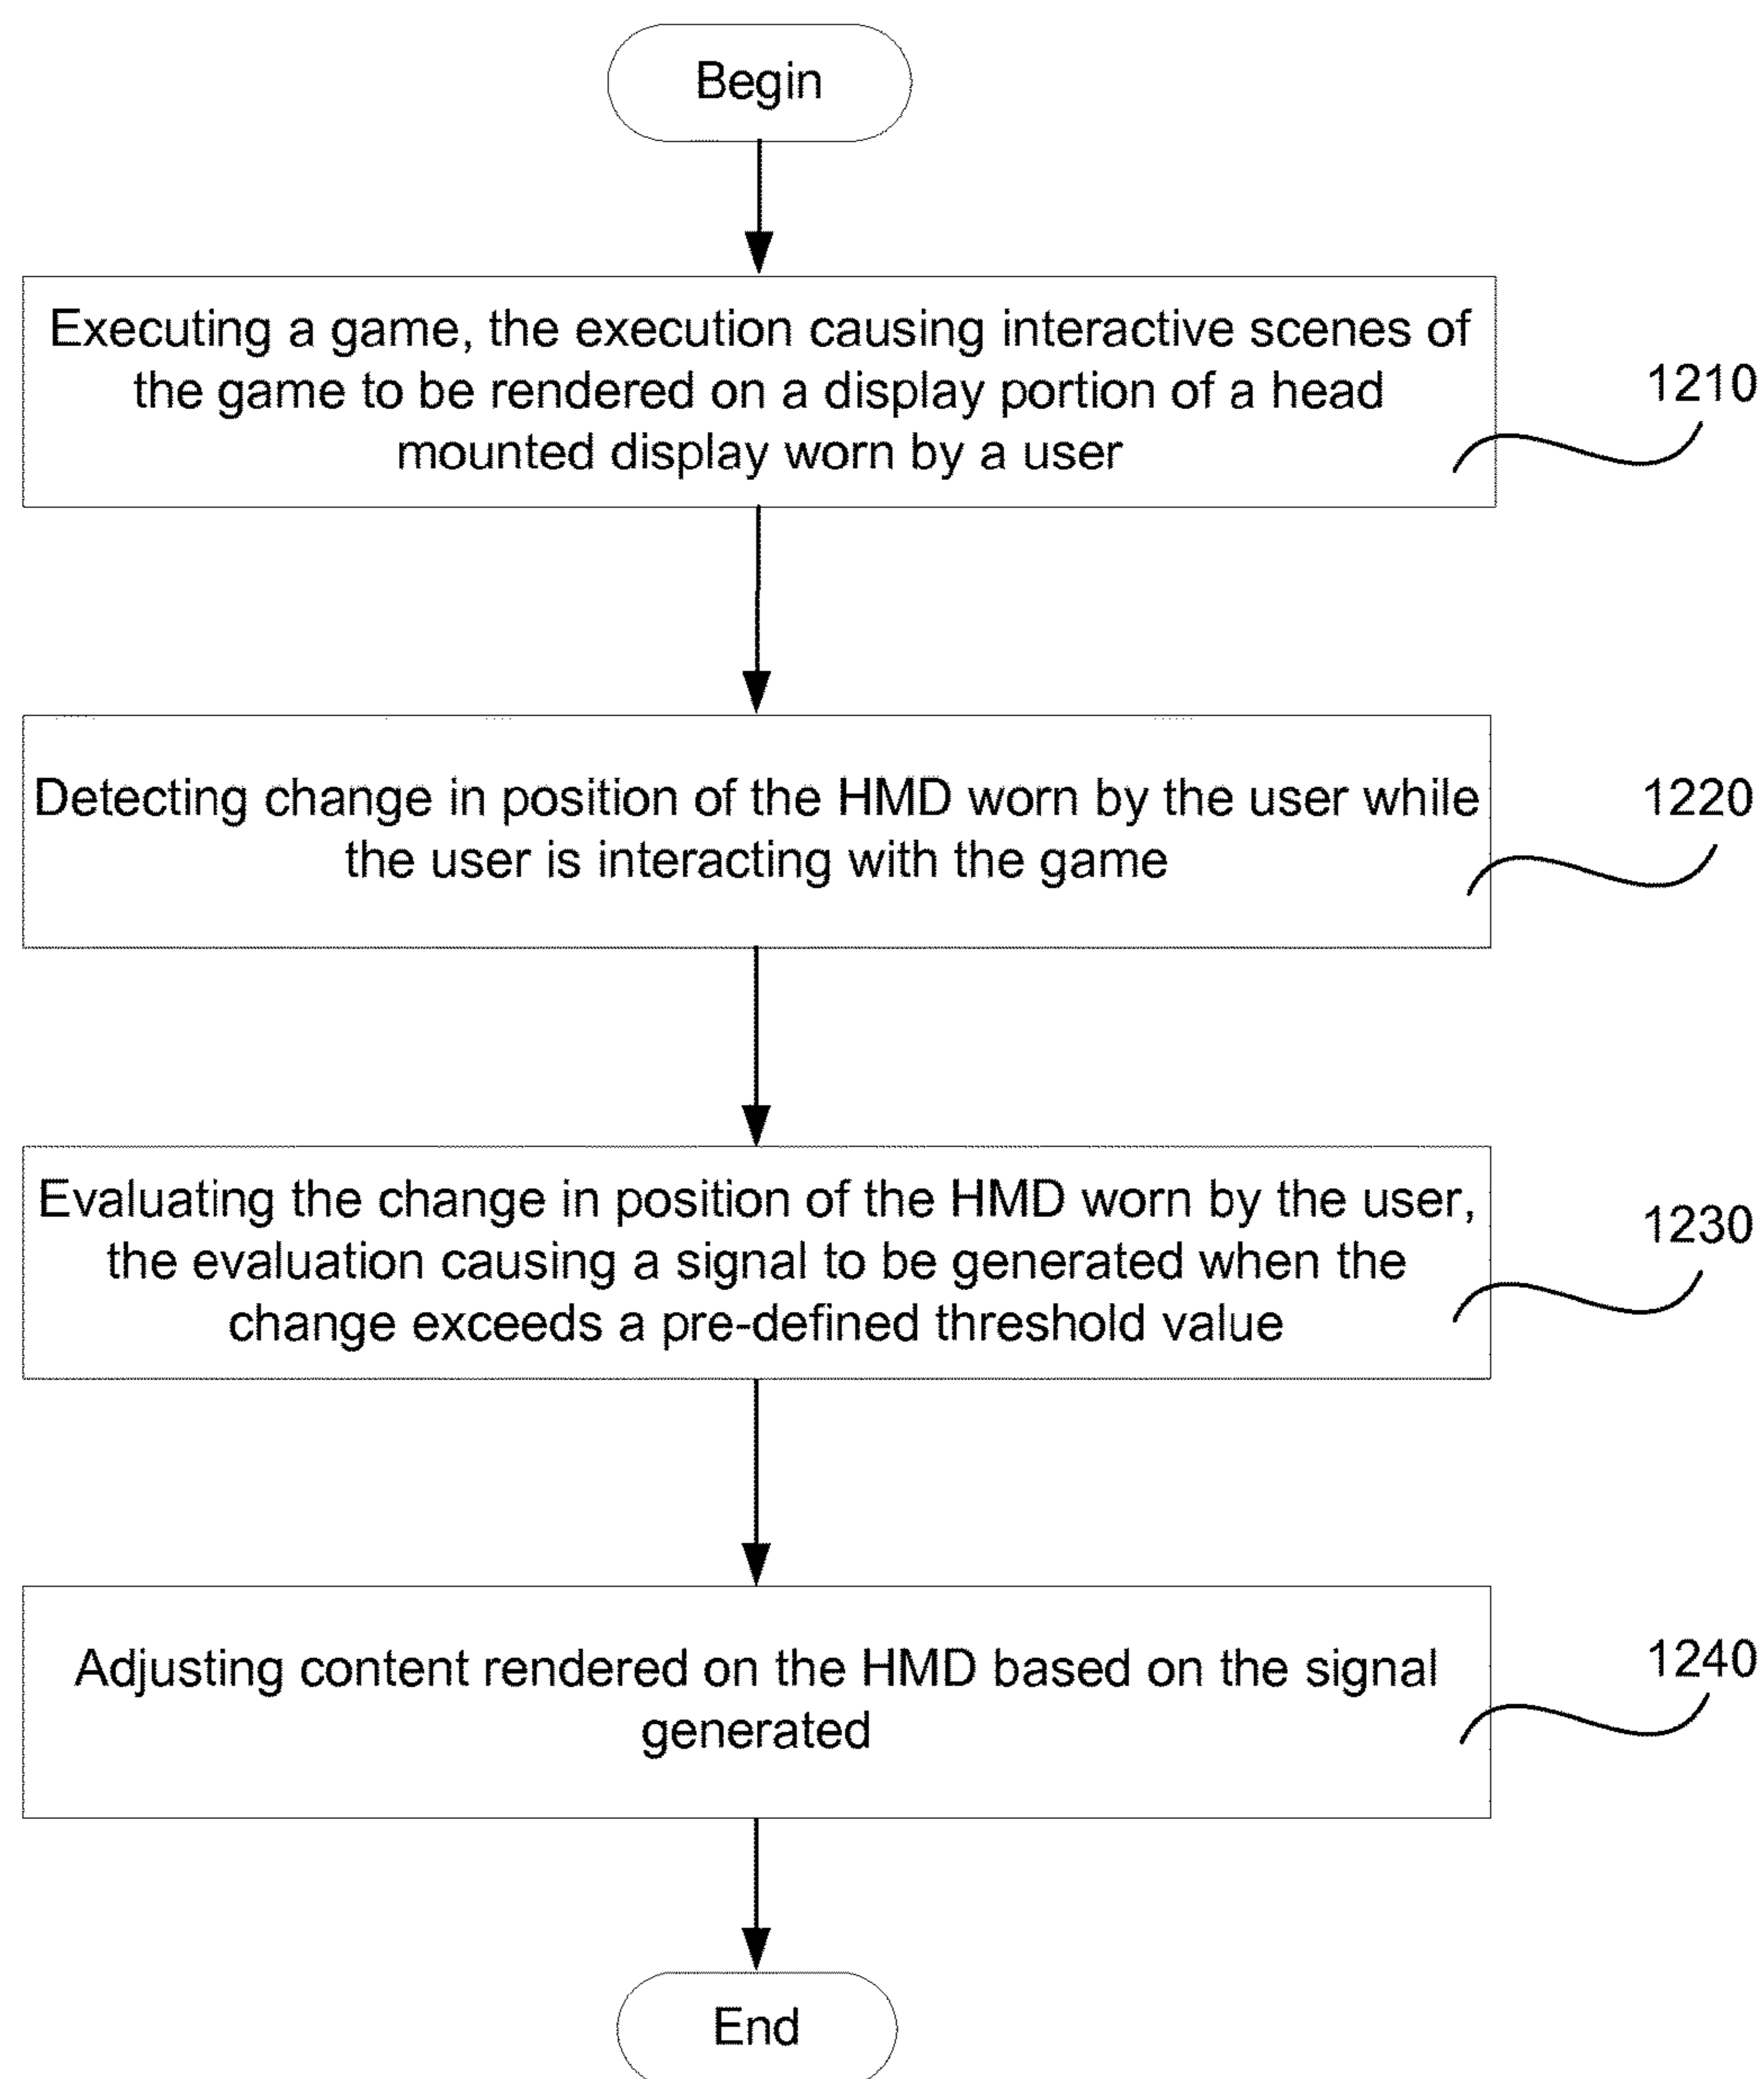 Begin
Executing a game, the execution causing interactive scenes of
the game to be rendered on a display portion of a head
mounted display worn by a user
1210
Detecting change in position of the HMD worn by the user while
the user is interacting with the game
1220
Evaluating the change in position of the HMD worn by the user,
the evaluation causing a signal to be generated when the
change exceeds a pre-defined threshold value
1230
Adjusting content rendered on the HMD based on the signal
generated
1240
End